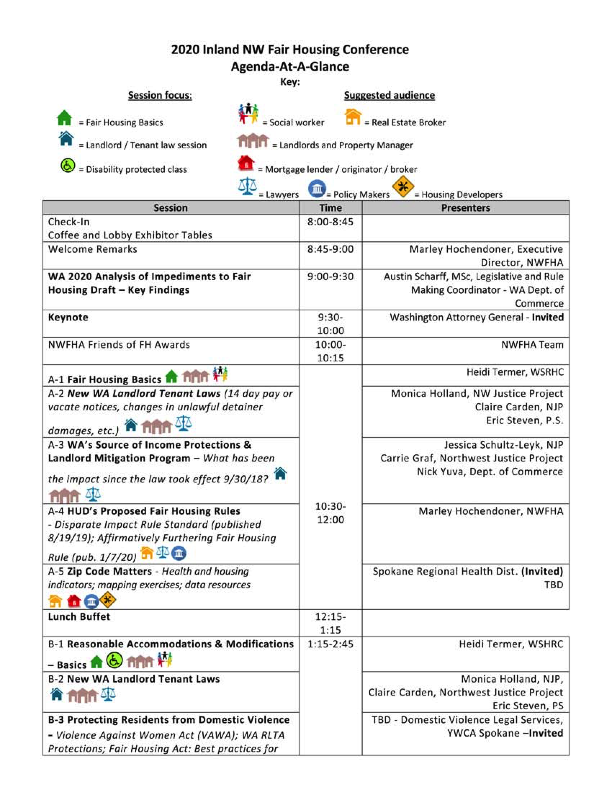 2020 Inland NW Fair Housing Conference
Agenda-At-A-Glance
Key:
Session focus:
Suggested audience
= Fair Housing Basics
= Social worker
= Real Estate Broker
= Landlord / Tenant law session
= Landlords and Property Manager
= Disability protected class
= Mortgage lender / originator / broker
= Lawyers
= Policy Makers
= Housing Developers
Session
Time
Presenters
Check-In
Coffee and Lobby Exhibitor Tables
8:00-8:45
Welcome Remarks
8:45-9:00
Marley Hochendoner, Executive
Director, NWFHA
WA 2020 Analysis of Impediments to Fair
Housing Draft – Key Findings
9:00-9:30
Austin Scharff, MSc, Legislative and Rule
Making Coordinator - WA Dept. of
Commerce
Keynote
9:30-
10:00
Washington Attorney General - Invited
NWFHA Friends of FH Awards
10:00-
10:15
NWFHA Team
A-1 Fair Housing Basics
Heidi Termer, WSRHC
A-2 New WA Landlord Tenant Laws (14 day pay or
vacate notices, changes in unlawful detainer
damages, etc.)
Monica Holland, NW Justice Project
Claire Carden, NJP
Eric Steven, P.S.
A-3 WA's Source of Income Protections &
Landlord Mitigation Program – What has been
the impact since the law took effect 9/30/18?
Jessica Schultz-Leyk, NJP
Carrie Graf, Northwest Justice Project
Nick Yuva, Dept. of Commerce
10:30-
12:00
A-4 HUD's Proposed Fair Housing Rules
- Disparate Impact Rule Standard (published
8/19/19); Affirmatively Furthering Fair Housing
Rule (pub. 1/7/20)
Marley Hochendoner, NWFHA
A-5 Zip Code Matters - Health and housing
indicators; mapping exercises; data resources
Spokane Regional Health Dist. (Invited)
TBD
Lunch Buffet
12:15-
1:15
B-1 Reasonable Accommodations & Modifications
– Basics
1:15-2:45
Heidi Termer, WSHRC
B-2 New WA Landlord Tenant Laws
Monica Holland, NJP,
Claire Carden, Northwest Justice Project
Eric Steven, PS
B-3 Protecting Residents from Domestic Violence
- Violence Against Women Act (VAWA); WA RLTA
Protections; Fair Housing Act: Best practices for
TBD - Domestic Violence Legal Services,
YWCA Spokane –Invited